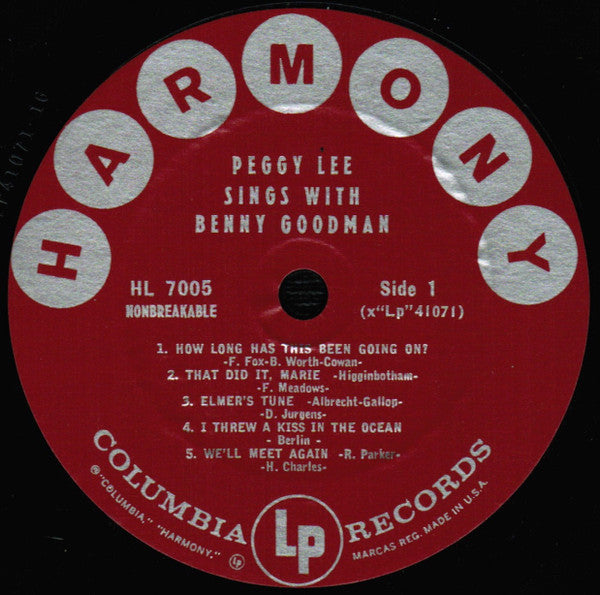 HARMONY
PEGGY LEE
SINGS WITH
BENNY GOODMAN
HL 7005
NONBREAKABLE
Side 1
(x"Lp"41071)
1. HOW LONG HAS THIS BEEN GOING ON?
-F. Fox-B. Worth-Cowan-
2. THAT DID IT, MARIE -Higginbotham-
-F. Meadows-
3. ELMER'S TUNE -Albrecht-Gallop-
-D. Jurgens-
4. I THREW A KISS IN THE OCEAN
- Berlin -
5. WE'LL MEET AGAIN -R. Parker-
-H. Charles-
COLUMBIA Lp RECORDS
® "COLUMBIA," "HARMONY," Lp MARCAS REG. MADE IN U.S.A.